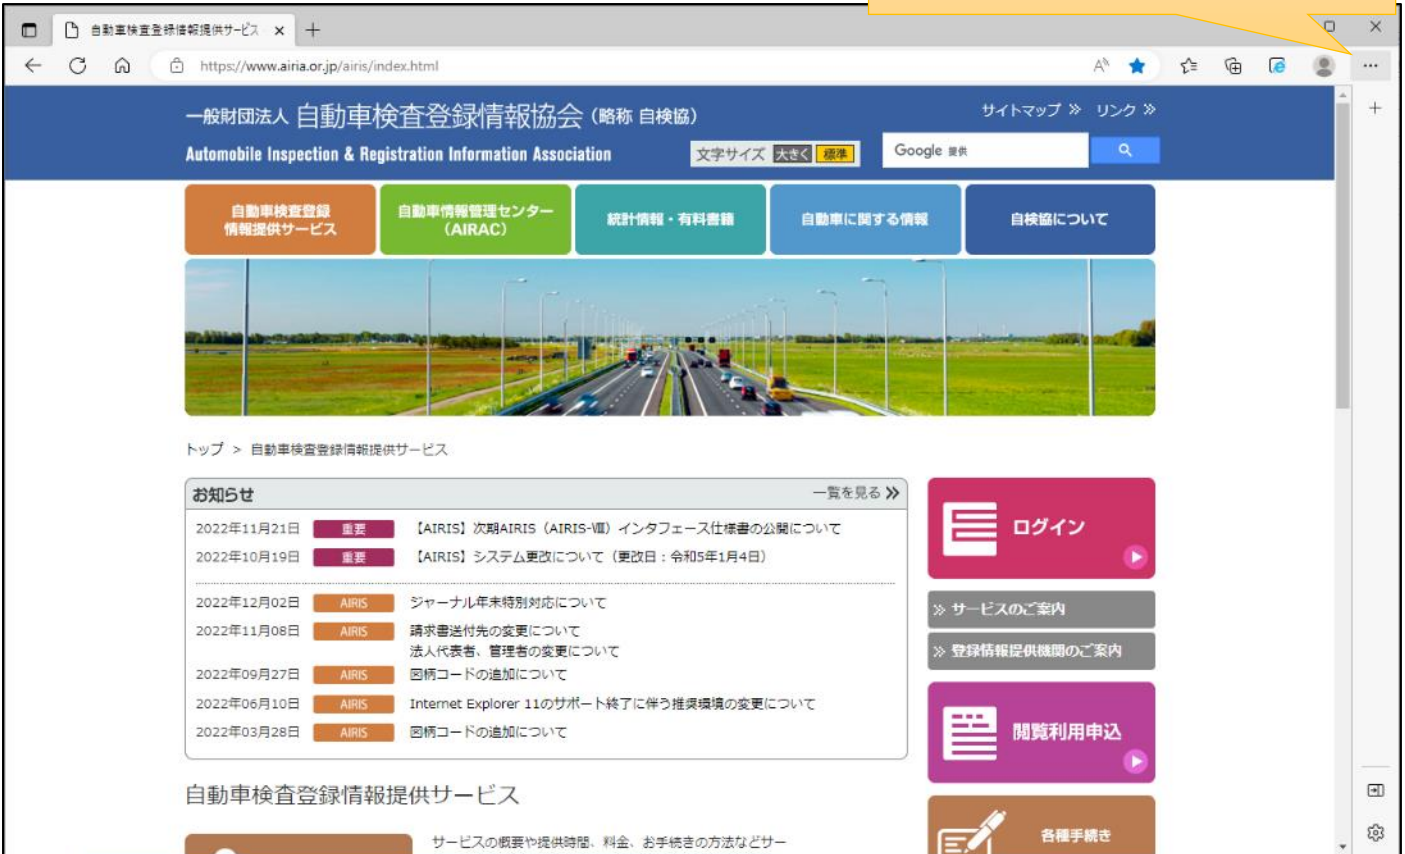 自動車検査登録情報提供サービス
https://www.airia.or.jp/airis/index.html
一般財団法人 自動車検査登録情報協会 (略称 自検協)
サイトマップ リンク
Automobile Inspection & Registration Information Association
文字サイズ 大きく 標準
Google 提供
自動車検査登録
情報提供サービス
自動車情報管理センター
(AIRAC)
統計情報・有料書籍
自動車に関する情報
自検協について
トップ > 自動車検査登録情報提供サービス
お知らせ
一覧を見る
2022年11月21日 重要 【AIRIS】次期AIRIS（AIRIS-Ⅷ）インタフェース仕様書の公開について
2022年10月19日 重要 【AIRIS】システム更改について（更改日：令和5年1月4日）
2022年12月02日 AIRIS ジャーナル年末特別対応について
2022年11月08日 AIRIS 請求書送付先の変更について
法人代表者、管理者の変更について
2022年09月27日 AIRIS 図柄コードの追加について
2022年06月10日 AIRIS Internet Explorer 11のサポート終了に伴う推奨環境の変更について
2022年03月28日 AIRIS 図柄コードの追加について
ログイン
サービスのご案内
登録情報提供機関のご案内
閲覧利用申込
各種手続き
自動車検査登録情報提供サービス
サービスの概要や提供時間、料金、お手続きの方法などサー